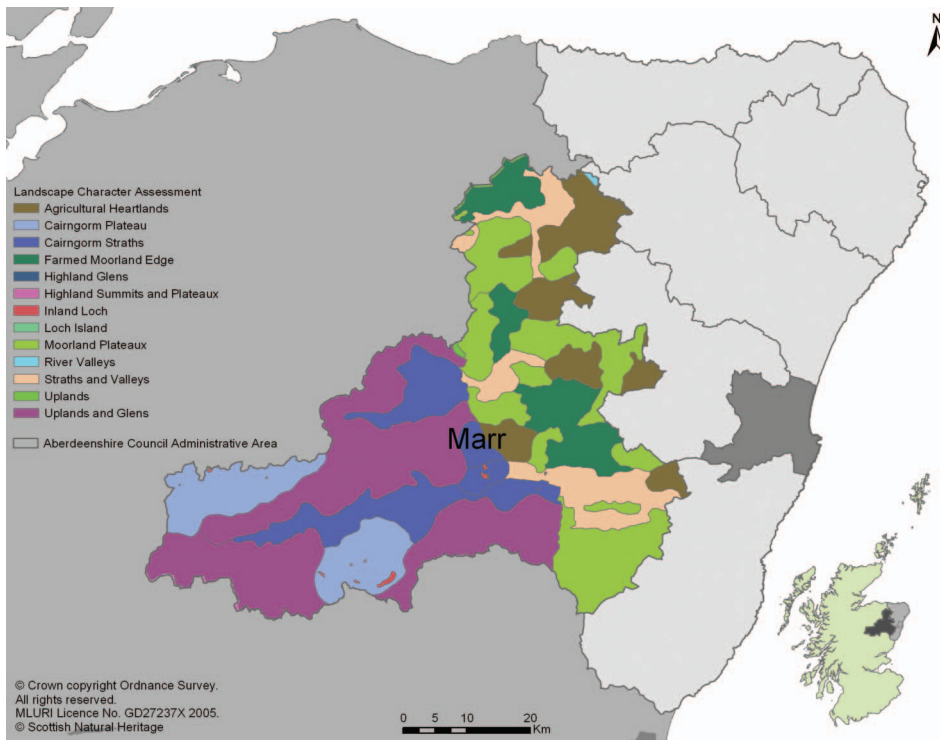 N
Landscape Character Assessment
Agricultural Heartlands
Cairngorm Plateau
Cairngorm Straths
Farmed Moorland Edge
Highland Glens
Highland Summits and Plateaux
Inland Loch
Loch Island
Moorland Plateaux
River Valleys
Straths and Valleys
Uplands
Uplands and Glens
Aberdeenshire Council Administrative Area
Marr
© Crown copyright Ordnance Survey.
All rights reserved.
MLURI Licence No. GD27237X 2005.
© Scottish Natural Heritage
0 5 10 20
Km